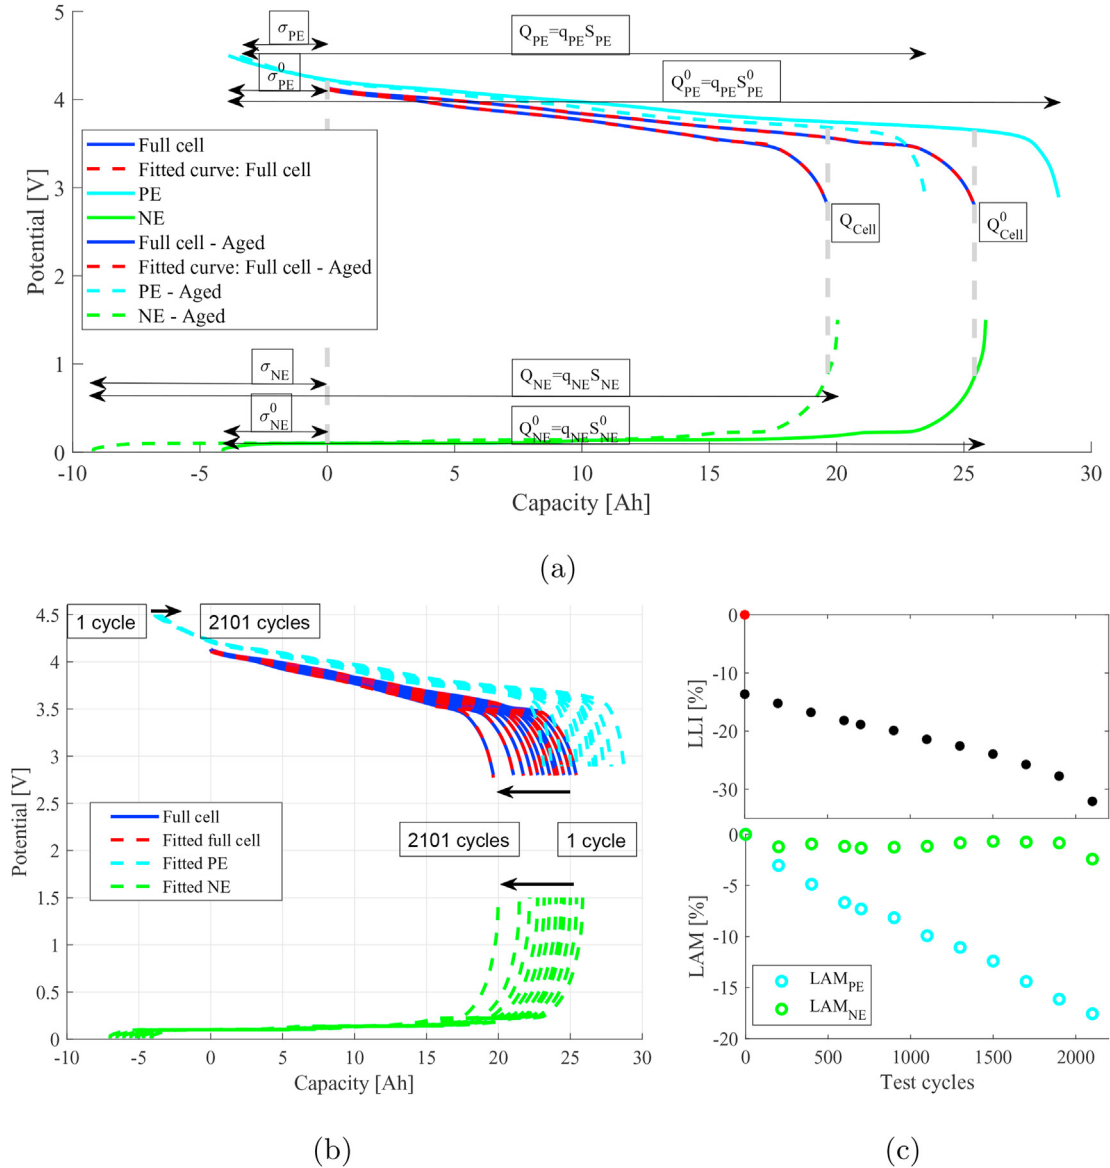 5
4
3
2
1
0
Potential [V]
σPE
QPE=qPESPE
σ0PE
Q0PE=qPES0PE
Full cell
Fitted curve: Full cell
PE
NE
Full cell - Aged
Fitted curve: Full cell - Aged
PE - Aged
NE - Aged
QCell
Q0Cell
σNE
QNE=qNESNE
σ0NE
Q0NE=qNES0NE
-10 -5 0 5 10 15 20 25 30
Capacity [Ah]
(a)
1 cycle
2101 cycles
4.5
4
3.5
3
2.5
2
1.5
1
0.5
0
Potential [V]
Full cell
Fitted full cell
Fitted PE
Fitted NE
2101 cycles
1 cycle
-10 -5 0 5 10 15 20 25 30
Capacity [Ah]
(b)
0
-10
-20
-30
LLI [%]
0
-5
-10
-15
-20
LAM [%]
LAMPE
LAMNE
0 500 1000 1500 2000
Test cycles
(c)